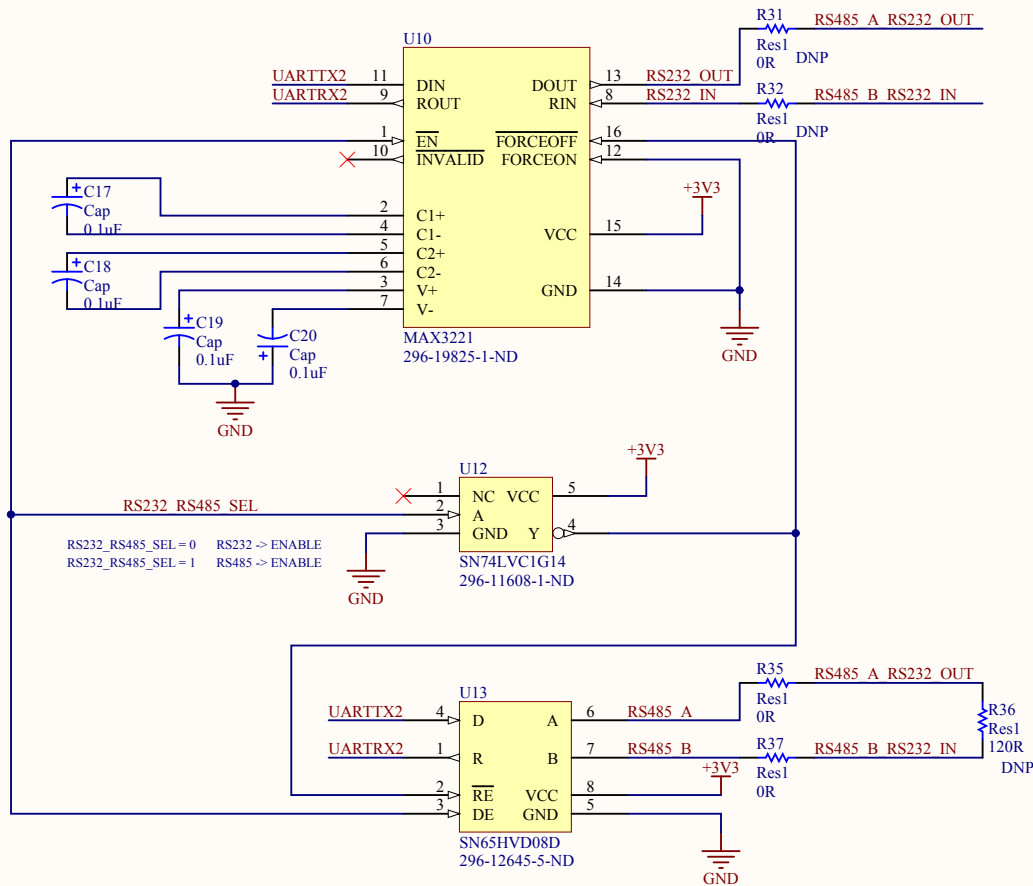 R31
RS485_A_RS232_OUT
Res1
0R
DNP
U10
UARTTX2
11
DIN
DOUT
13
RS232_OUT
UARTRX2
9
ROUT
RIN
8
RS232_IN
R32
RS485_B_RS232_IN
Res1
0R
DNP
1
EN
FORCEOFF
16
10
INVALID
FORCEON
12
C17
Cap
0.1uF
+3V3
2
C1+
4
C1-
VCC
15
5
C2+
6
C2-
3
V+
GND
14
7
V-
C18
Cap
0.1uF
C19
Cap
0.1uF
C20
Cap
0.1uF
MAX3221
296-19825-1-ND
GND
GND
+3V3
U12
1
NC
VCC
5
RS232_RS485_SEL
2
A
3
GND
Y
4
RS232_RS485_SEL = 0 RS232 -> ENABLE
RS232_RS485_SEL = 1 RS485 -> ENABLE
SN74LVC1G14
296-11608-1-ND
GND
U13
R35
RS485_A_RS232_OUT
Res1
0R
UARTTX2
4
D
A
6
RS485_A
R36
Res1
120R
DNP
UARTRX2
1
R
B
7
RS485_B
R37
RS485_B_RS232_IN
Res1
0R
+3V3
2
RE
VCC
8
3
DE
GND
5
SN65HVD08D
296-12645-5-ND
GND